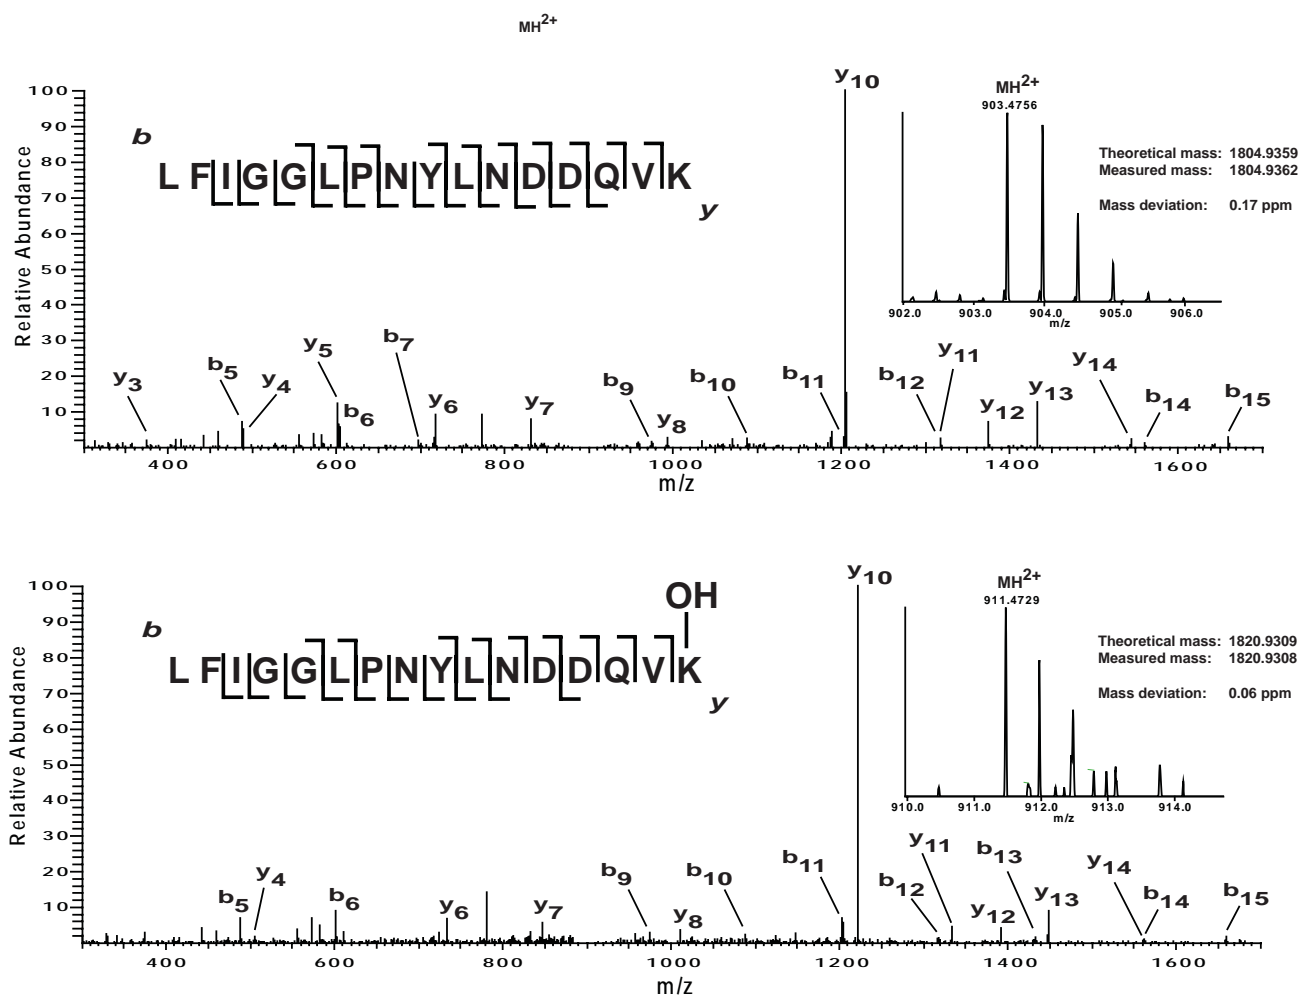 MH2+
y10
MH2+
903.4756
Theoretical mass: 1804.9359
Measured mass: 1804.9362
Mass deviation: 0.17 ppm
b
L F I G G L P N Y L N D D Q V K
y
Relative Abundance
100
90
80
70
60
50
40
30
20
10
902.0 903.0 904.0 905.0 906.0
m/z
y3 b5 y4 y5 b6 b7 y6 b9 y7 y8 b10 b11 b12 y11 y12 y13 y14 b14 b15
400 600 800 1000 1200 1400 1600
m/z
y10
MH2+
911.4729
Theoretical mass: 1820.9309
Measured mass: 1820.9308
Mass deviation: 0.06 ppm
OH
b
L F I G G L P N Y L N D D Q V K
y
Relative Abundance
100
90
80
70
60
50
40
30
20
10
910.0 911.0 912.0 913.0 914.0
m/z
b5 y4 b6 y6 y7 b9 y8 b10 b11 b12 y11 y12 b13 y13 y14 b14 b15
400 600 800 1000 1200 1400 1600
m/z